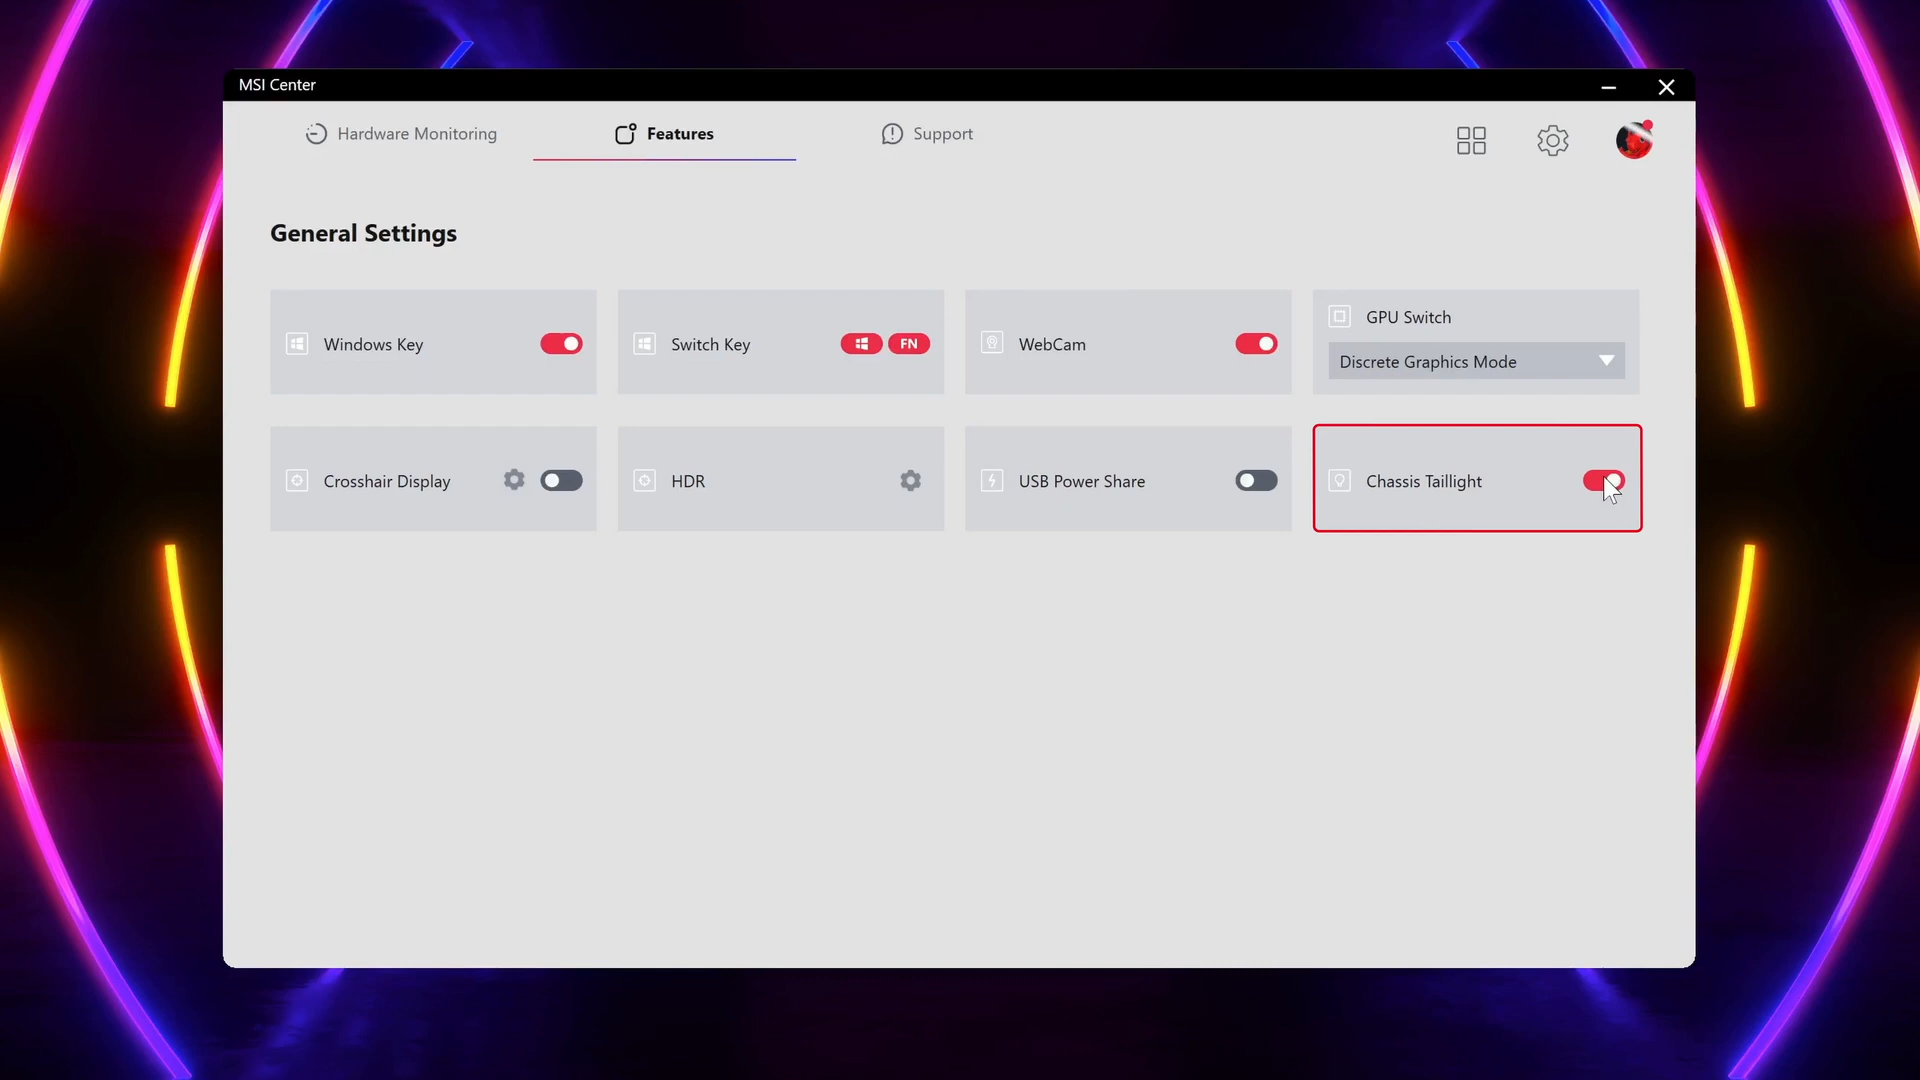 MSI Center
Hardware Monitoring
Features
Support
General Settings
Windows Key
Switch Key
FN
WebCam
GPU Switch
Discrete Graphics Mode
Crosshair Display
HDR
USB Power Share
Chassis Taillight